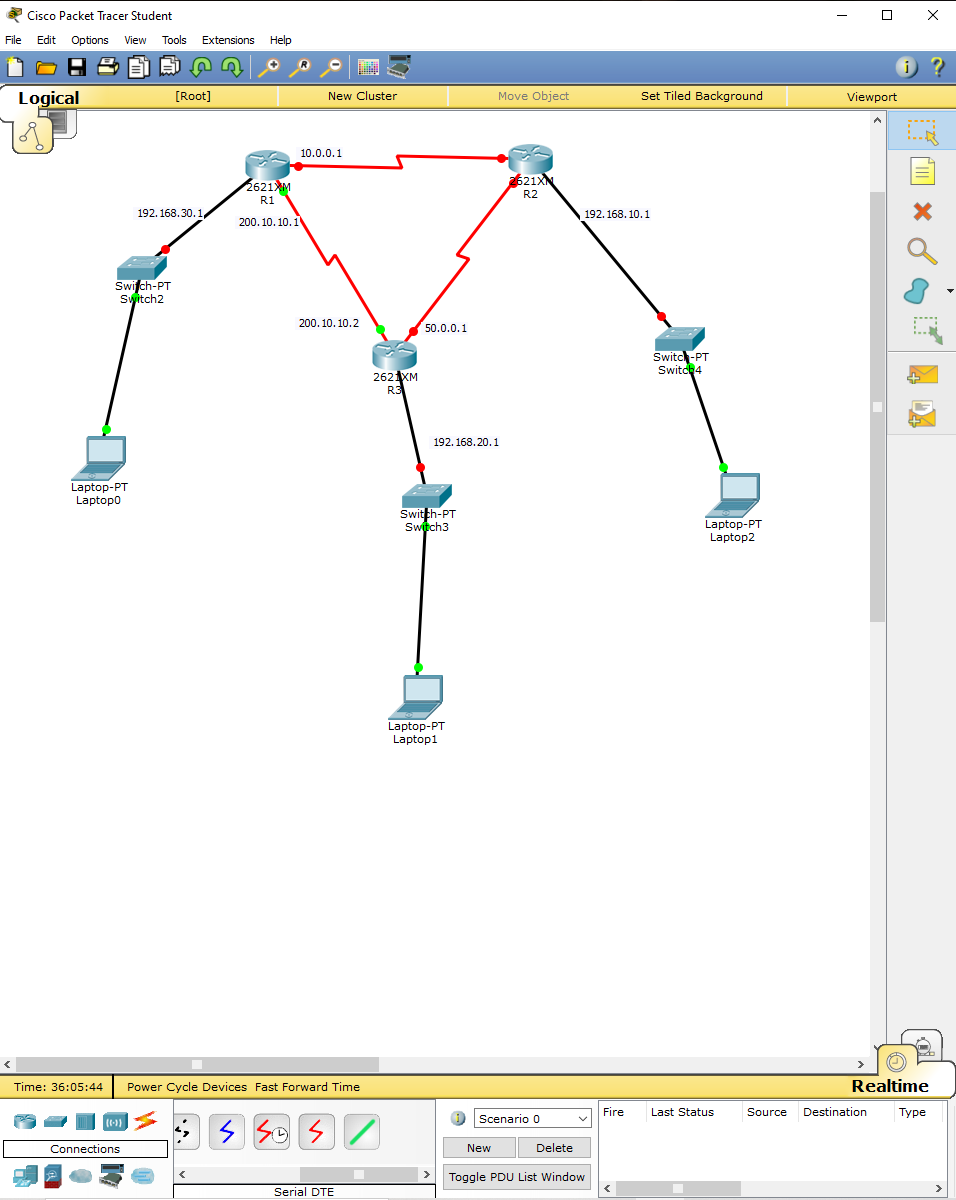 Cisco Packet Tracer Student
File Edit Options View Tools Extensions Help
Logical [Root] New Cluster Move Object Set Tiled Background Viewport
10.0.0.1
2621XM
R1
2621XM
R2
192.168.30.1
200.10.10.1
192.168.10.1
Switch-PT
Switch2
200.10.10.2
50.0.0.1
2621XM
R3
Switch-PT
Switch4
192.168.20.1
Laptop-PT
Laptop0
Switch-PT
Switch3
Laptop-PT
Laptop2
Laptop-PT
Laptop1
Realtime
Time: 36:05:44 Power Cycle Devices Fast Forward Time
Connections
Serial DTE
Scenario 0
New Delete
Toggle PDU List Window
Fire Last Status Source Destination Type